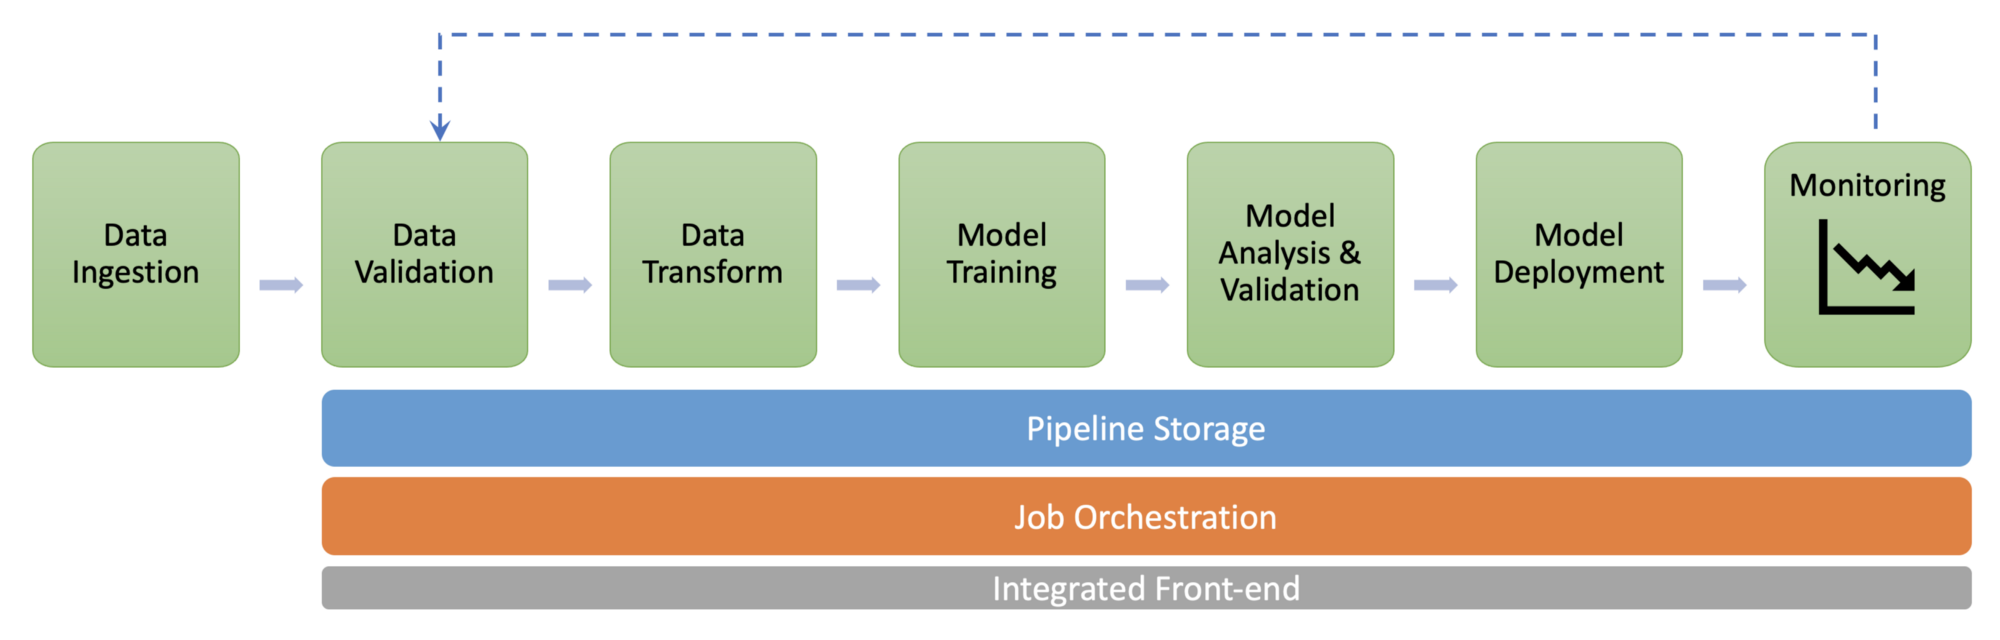 Data
Ingestion
Data
Validation
Data
Transform
Model
Training
Model
Analysis &
Validation
Model
Deployment
Monitoring
Pipeline Storage
Job Orchestration
Integrated Front-end